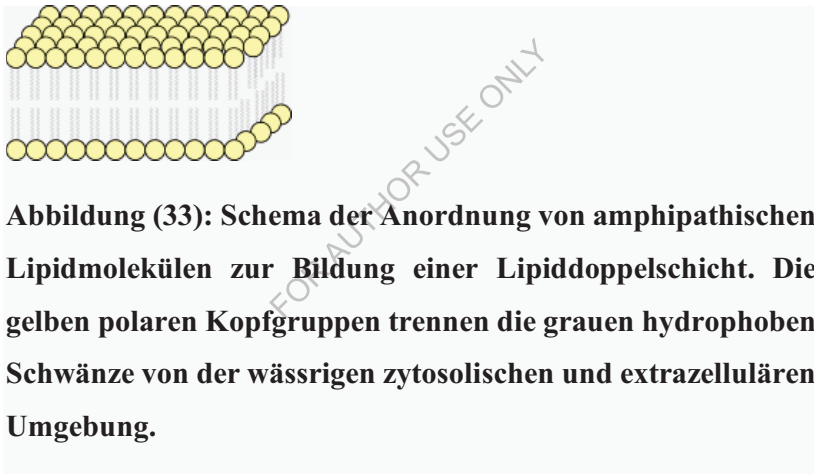 FOR AUTHOR USE ONLY
Abbildung (33): Schema der Anordnung von amphipathischen
Lipidmolekülen zur Bildung einer Lipiddoppelschicht. Die
gelben polaren Kopfgruppen trennen die grauen hydrophoben
Schwänze von der wässrigen zytosolischen und extrazellulären
Umgebung.